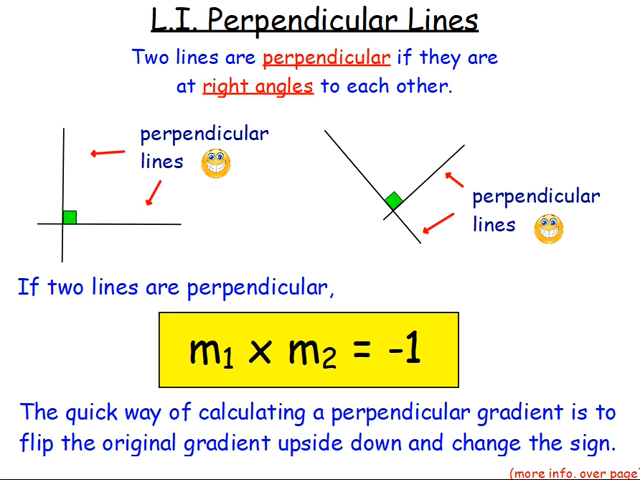 L.I. Perpendicular Lines
Two lines are perpendicular if they are
at right angles to each other.
perpendicular
lines
perpendicular
lines
If two lines are perpendicular,
m₁ x m₂ = -1
The quick way of calculating a perpendicular gradient is to
flip the original gradient upside down and change the sign.
(more info. over page)